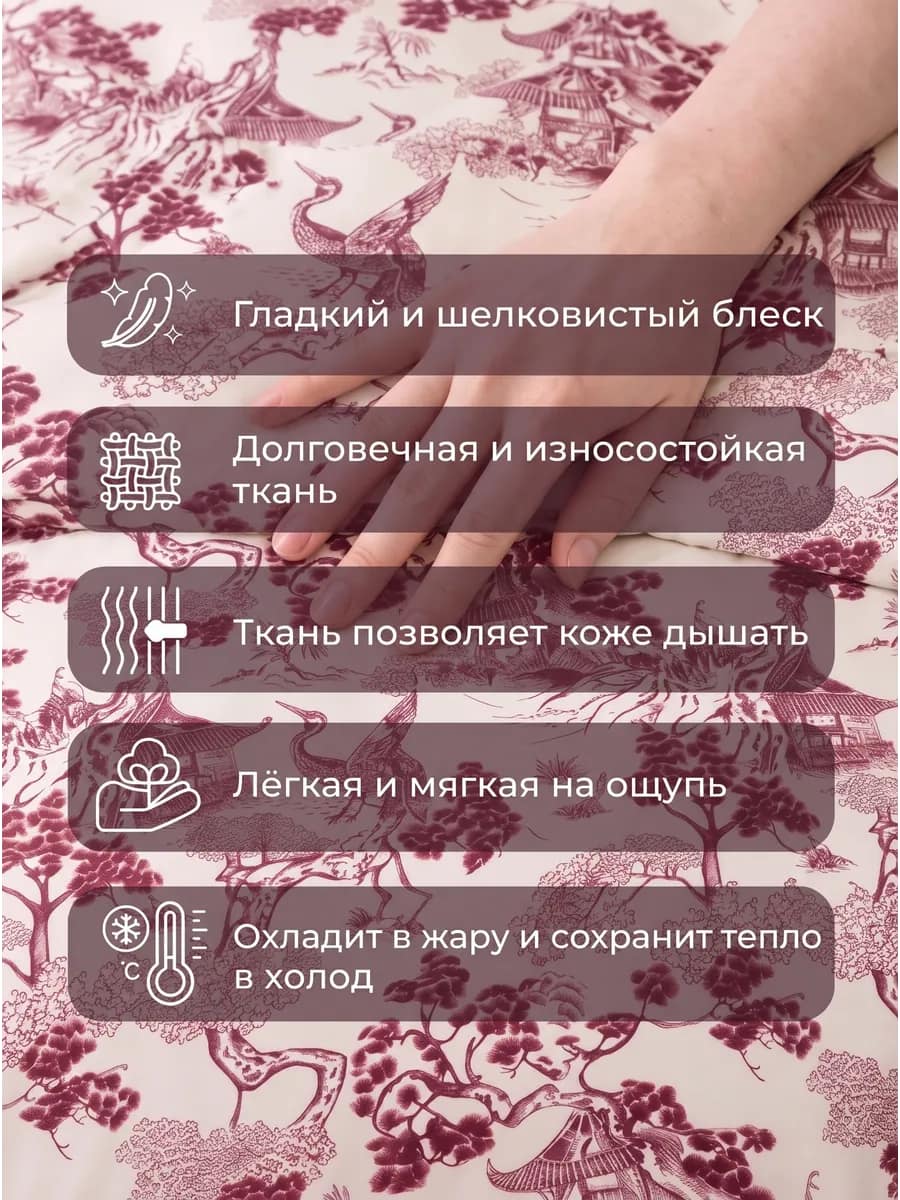 Гладкий и шелковистый блеск
Долговечная и износостойкая
ткань
Ткань позволяет коже дышать
Лёгкая и мягкая на ощупь
°C
Охладит в жару и сохранит тепло
в холод